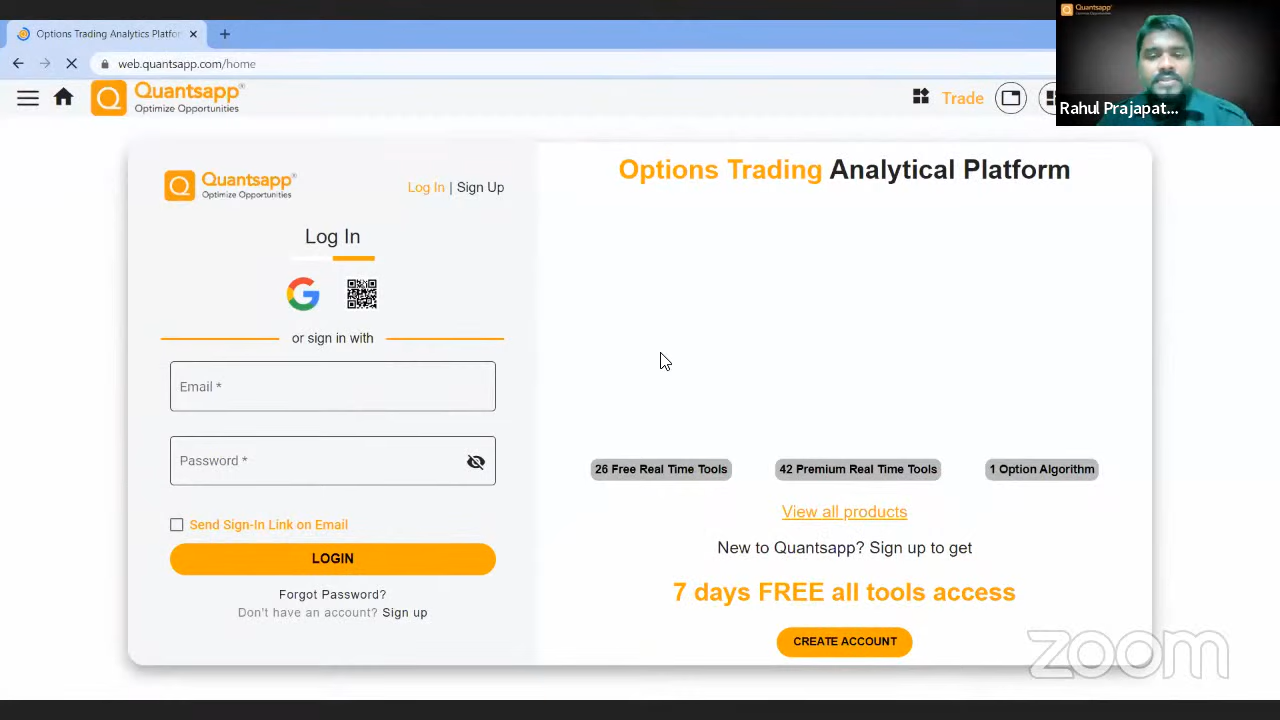 Options Trading Analytics Platfor
web.quantsapp.com/home
Quantsapp®
Optimize Opportunities
Trade
Quantsapp
Optimize Opportunities
Rahul Prajapat...
Quantsapp®
Optimize Opportunities
Log In | Sign Up
Log In
or sign in with
Email *
Password *
Send Sign-In Link on Email
LOGIN
Forgot Password?
Don't have an account? Sign up
Options Trading Analytical Platform
26 Free Real Time Tools
42 Premium Real Time Tools
1 Option Algorithm
View all products
New to Quantsapp? Sign up to get
7 days FREE all tools access
CREATE ACCOUNT
zoom